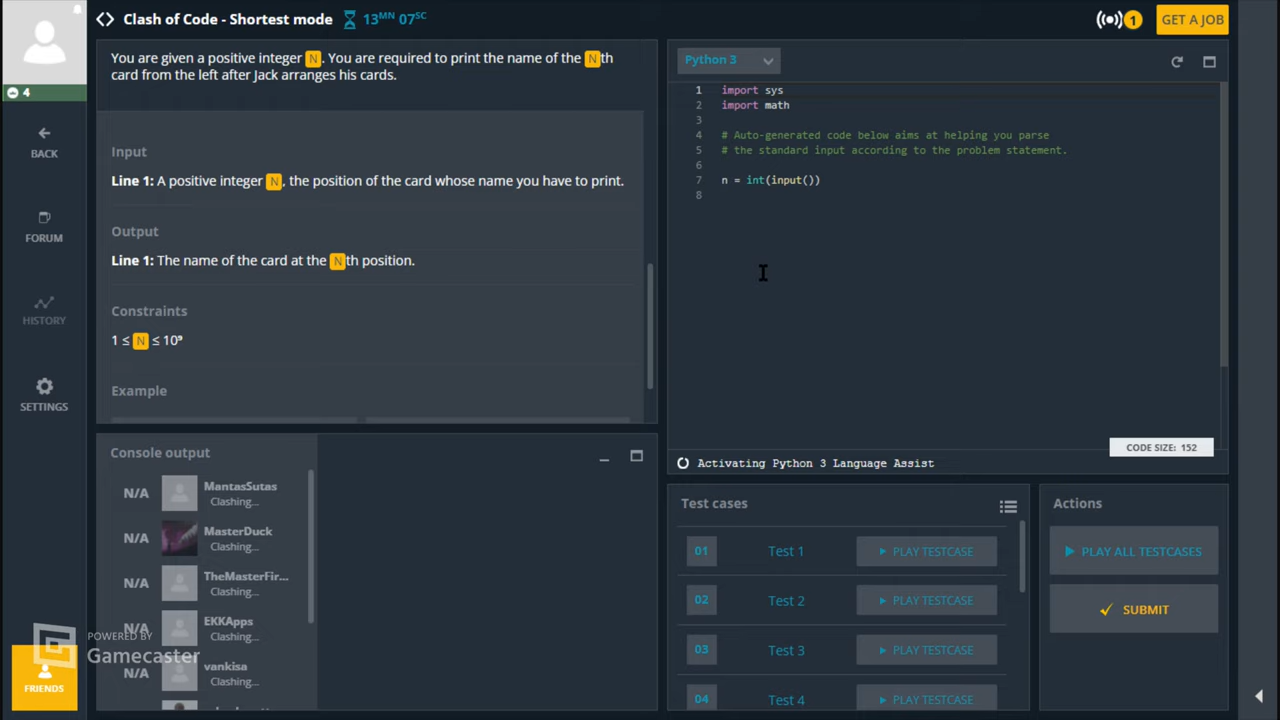 Clash of Code - Shortest mode 13MN 07SC
1 GET A JOB
4
BACK
FORUM
HISTORY
SETTINGS
FRIENDS
You are given a positive integer N. You are required to print the name of the Nth
card from the left after Jack arranges his cards.
Input
Line 1: A positive integer N, the position of the card whose name you have to print.
Output
Line 1: The name of the card at the Nth position.
Constraints
1 ≤ N ≤ 10⁹
Example
Console output
N/A MantasSutas
Clashing...
N/A MasterDuck
Clashing...
N/A TheMasterFir...
Clashing...
N/A EKKApps
Clashing...
N/A vankisa
Clashing...
POWERED BY
Gamecaster
Python 3
1 import sys
2 import math
3
4 # Auto-generated code below aims at helping you parse
5 # the standard input according to the problem statement.
6
7 n = int(input())
8
CODE SIZE: 152
Activating Python 3 Language Assist
Test cases
01 Test 1 PLAY TESTCASE
02 Test 2 PLAY TESTCASE
03 Test 3 PLAY TESTCASE
04 Test 4 PLAY TESTCASE
Actions
PLAY ALL TESTCASES
SUBMIT